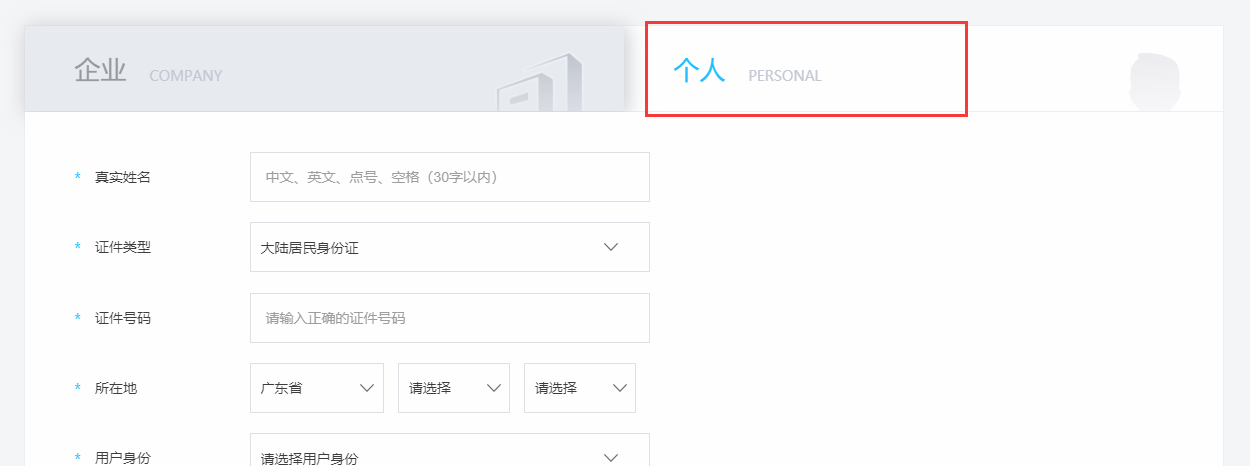 企业 COMPANY 个人 PERSONAL
* 真实姓名 中文、英文、点号、空格（30字以内）
* 证件类型 大陆居民身份证
* 证件号码 请输入正确的证件号码
* 所在地 广东省 请选择 请选择
* 用户身份 请选择用户身份